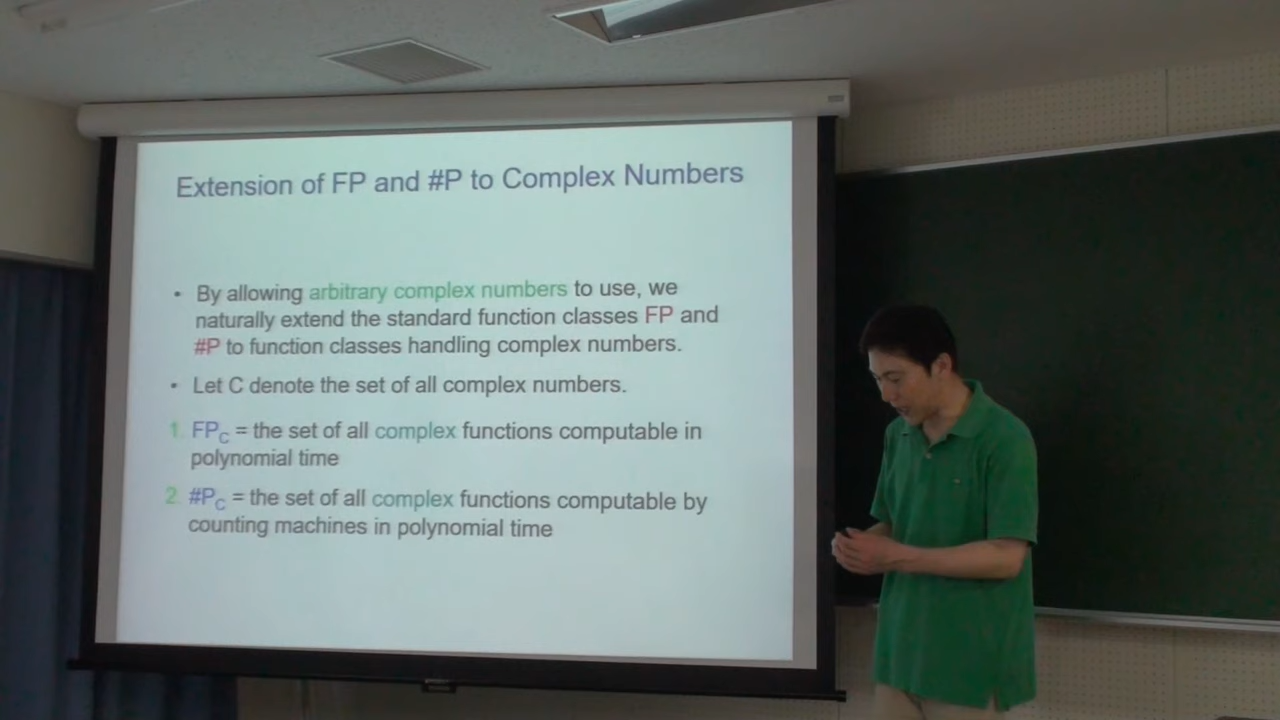 Extension of FP and #P to Complex Numbers
• By allowing arbitrary complex numbers to use, we
naturally extend the standard function classes FP and
#P to function classes handling complex numbers.
• Let C denote the set of all complex numbers.
1. FP_C = the set of all complex functions computable in
polynomial time
2. #P_C = the set of all complex functions computable by
counting machines in polynomial time